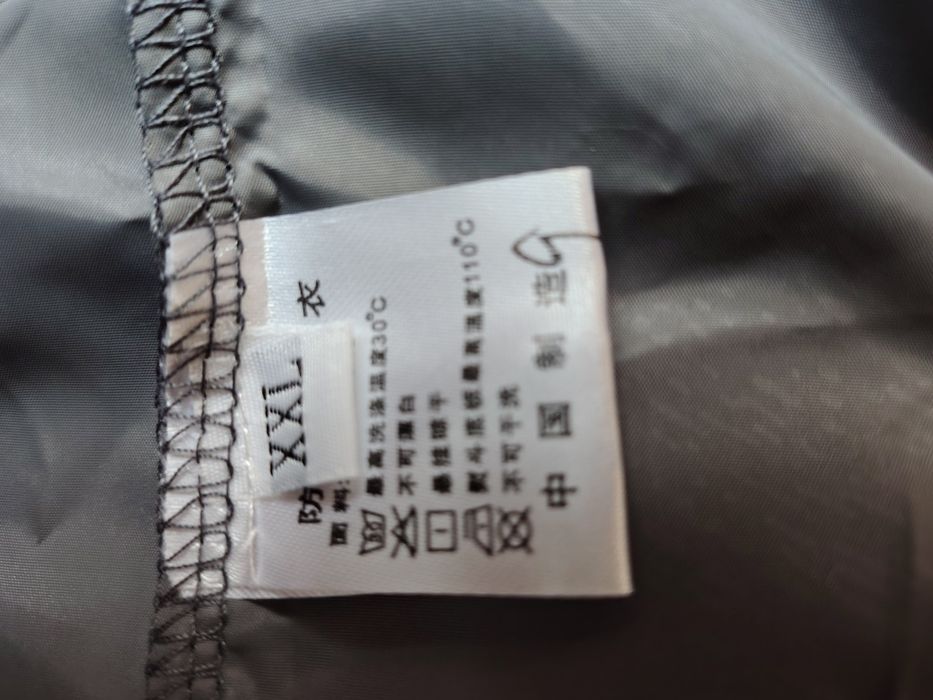 XXL
防 衣
面料:
最高洗涤温度30°C
不可漂白
悬挂晾干
熨斗底板最高温度110°C
不可干洗
中国制造